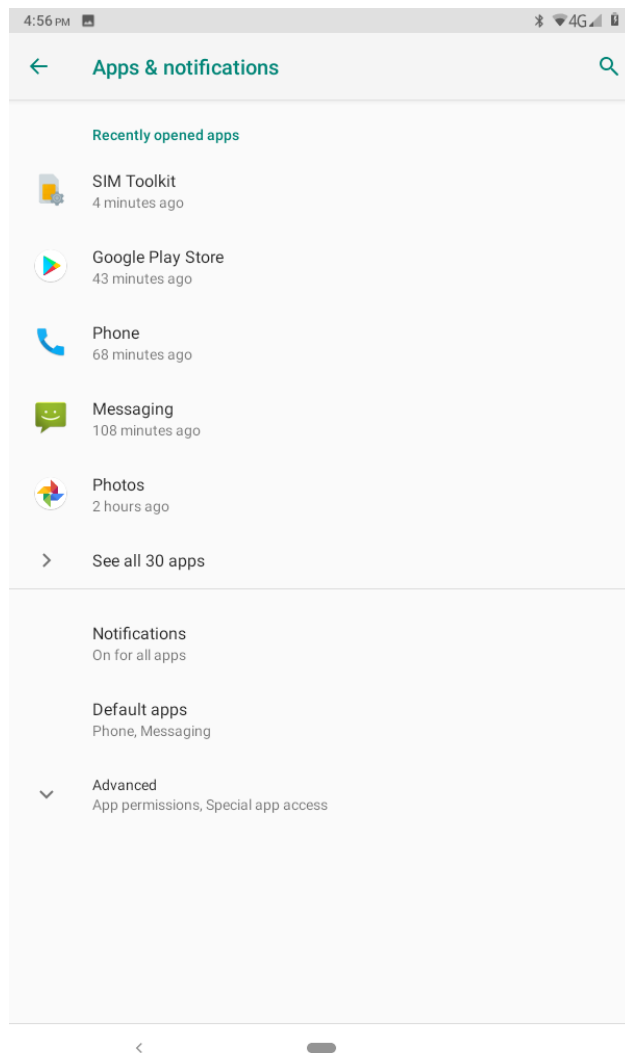 4:56 PM 4G
Apps & notifications
Recently opened apps
SIM Toolkit
4 minutes ago
Google Play Store
43 minutes ago
Phone
68 minutes ago
Messaging
108 minutes ago
Photos
2 hours ago
See all 30 apps
Notifications
On for all apps
Default apps
Phone, Messaging
Advanced
App permissions, Special app access